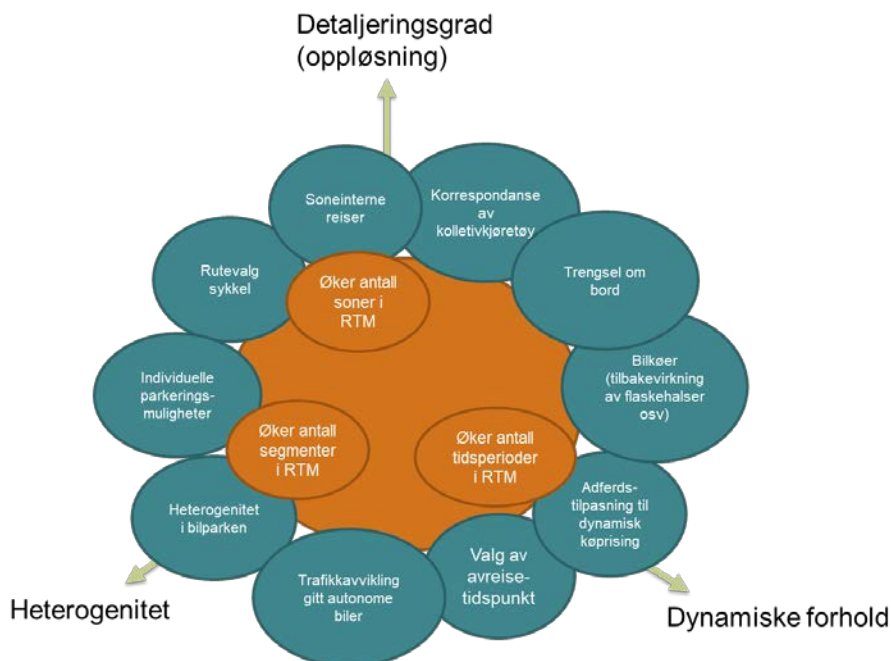 Detaljeringsgrad
(oppløsning)
Soneinterne
reiser
Korrespondanse
av
kolletivkjøretøy
Rutevalg
sykkel
Øker antall
soner i
RTM
Trengsel om
bord
Individuelle
parkerings-
muligheter
Bilkøer
(tilbakevirkning
av flaskehalser
osv)
Øker antall
segmenter
i RTM
Øker antall
tidsperioder
i RTM
Heterogenitet
i bilparken
Adferds-
tilpasning til
dynamisk
køprising
Trafikkavvikling
gitt autonome
biler
Valg av
avreise-
tidspunkt
Heterogenitet
Dynamiske forhold